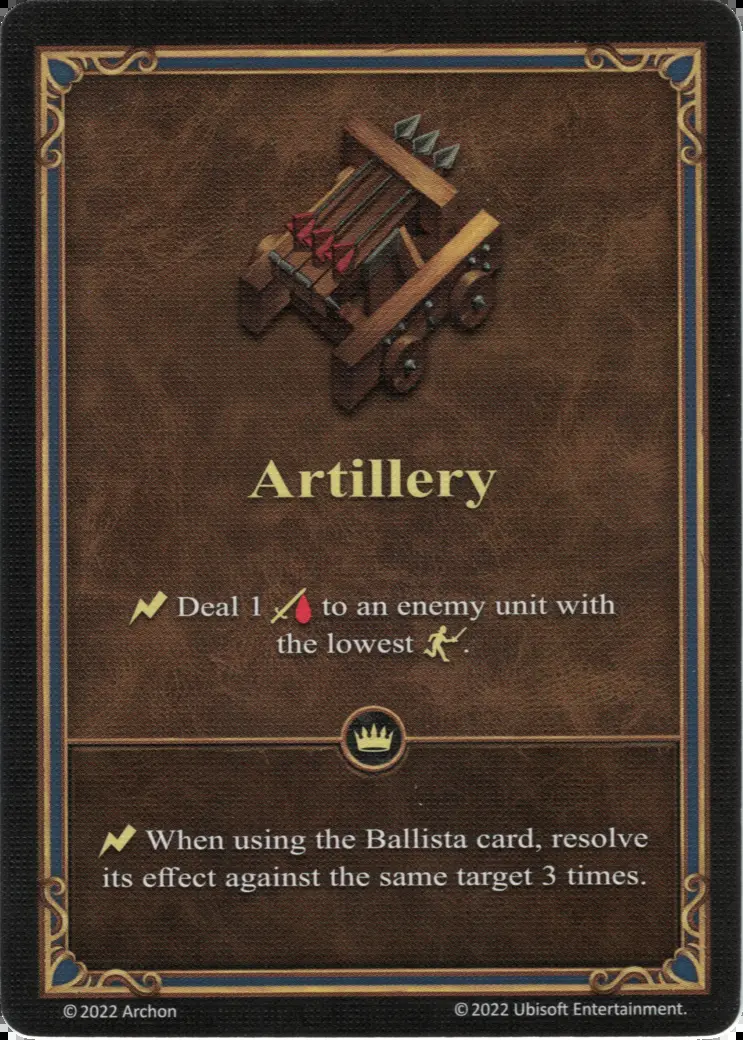 Artillery
Deal 1 to an enemy unit with
the lowest .
When using the Ballista card, resolve
its effect against the same target 3 times.
© 2022 Archon
© 2022 Ubisoft Entertainment.